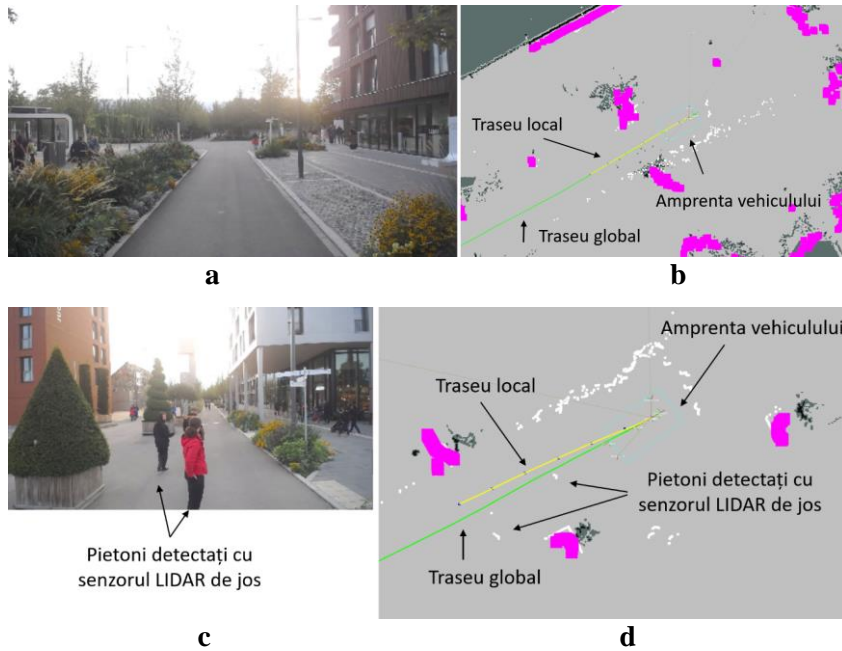 Traseu local
Amprenta vehiculului
Traseu global
a
b
Amprenta vehiculului
Traseu local
Pietoni detectați cu
senzorul LIDAR de jos
Traseu global
Pietoni detectați cu
senzorul LIDAR de jos
c
d